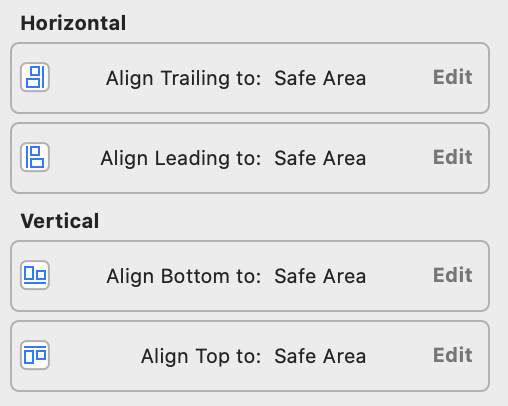 Horizontal
Align Trailing to: Safe Area Edit
Align Leading to: Safe Area Edit
Vertical
Align Bottom to: Safe Area Edit
Align Top to: Safe Area Edit